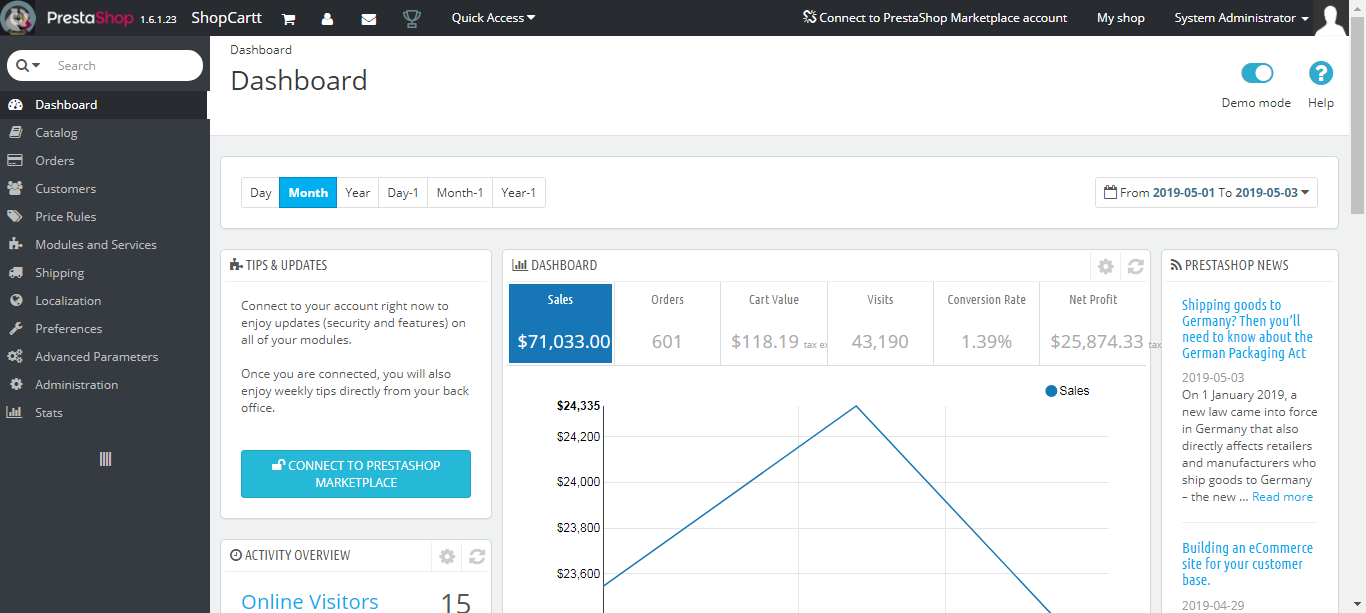 PrestaShop 1.6.1.23 ShopCartt Quick Access Connect to PrestaShop Marketplace account My shop System Administrator
Search
Dashboard
Catalog
Orders
Customers
Price Rules
Modules and Services
Shipping
Localization
Preferences
Advanced Parameters
Administration
Stats
Dashboard
Dashboard
Demo mode
Help
Day Month Year Day-1 Month-1 Year-1
From 2019-05-01 To 2019-05-03
TIPS & UPDATES
Connect to your account right now to
enjoy updates (security and features) on
all of your modules.
Once you are connected, you will also
enjoy weekly tips directly from your back
office.
CONNECT TO PRESTASHOP
MARKETPLACE
ACTIVITY OVERVIEW
Online Visitors 15
DASHBOARD
Sales Orders Cart Value Visits Conversion Rate Net Profit
$71,033.00 601 $118.19 tax ex 43,190 1.39% $25,874.33 tax
Sales
$24,335
$24,200
$24,000
$23,800
$23,600
PRESTASHOP NEWS
Shipping goods to
Germany? Then you'll
need to know about the
German Packaging Act
2019-05-03
On 1 January 2019, a
new law came into force
in Germany that also
directly affects retailers
and manufacturers who
ship goods to Germany
– the new ... Read more
Building an eCommerce
site for your customer
base.
2019-04-29